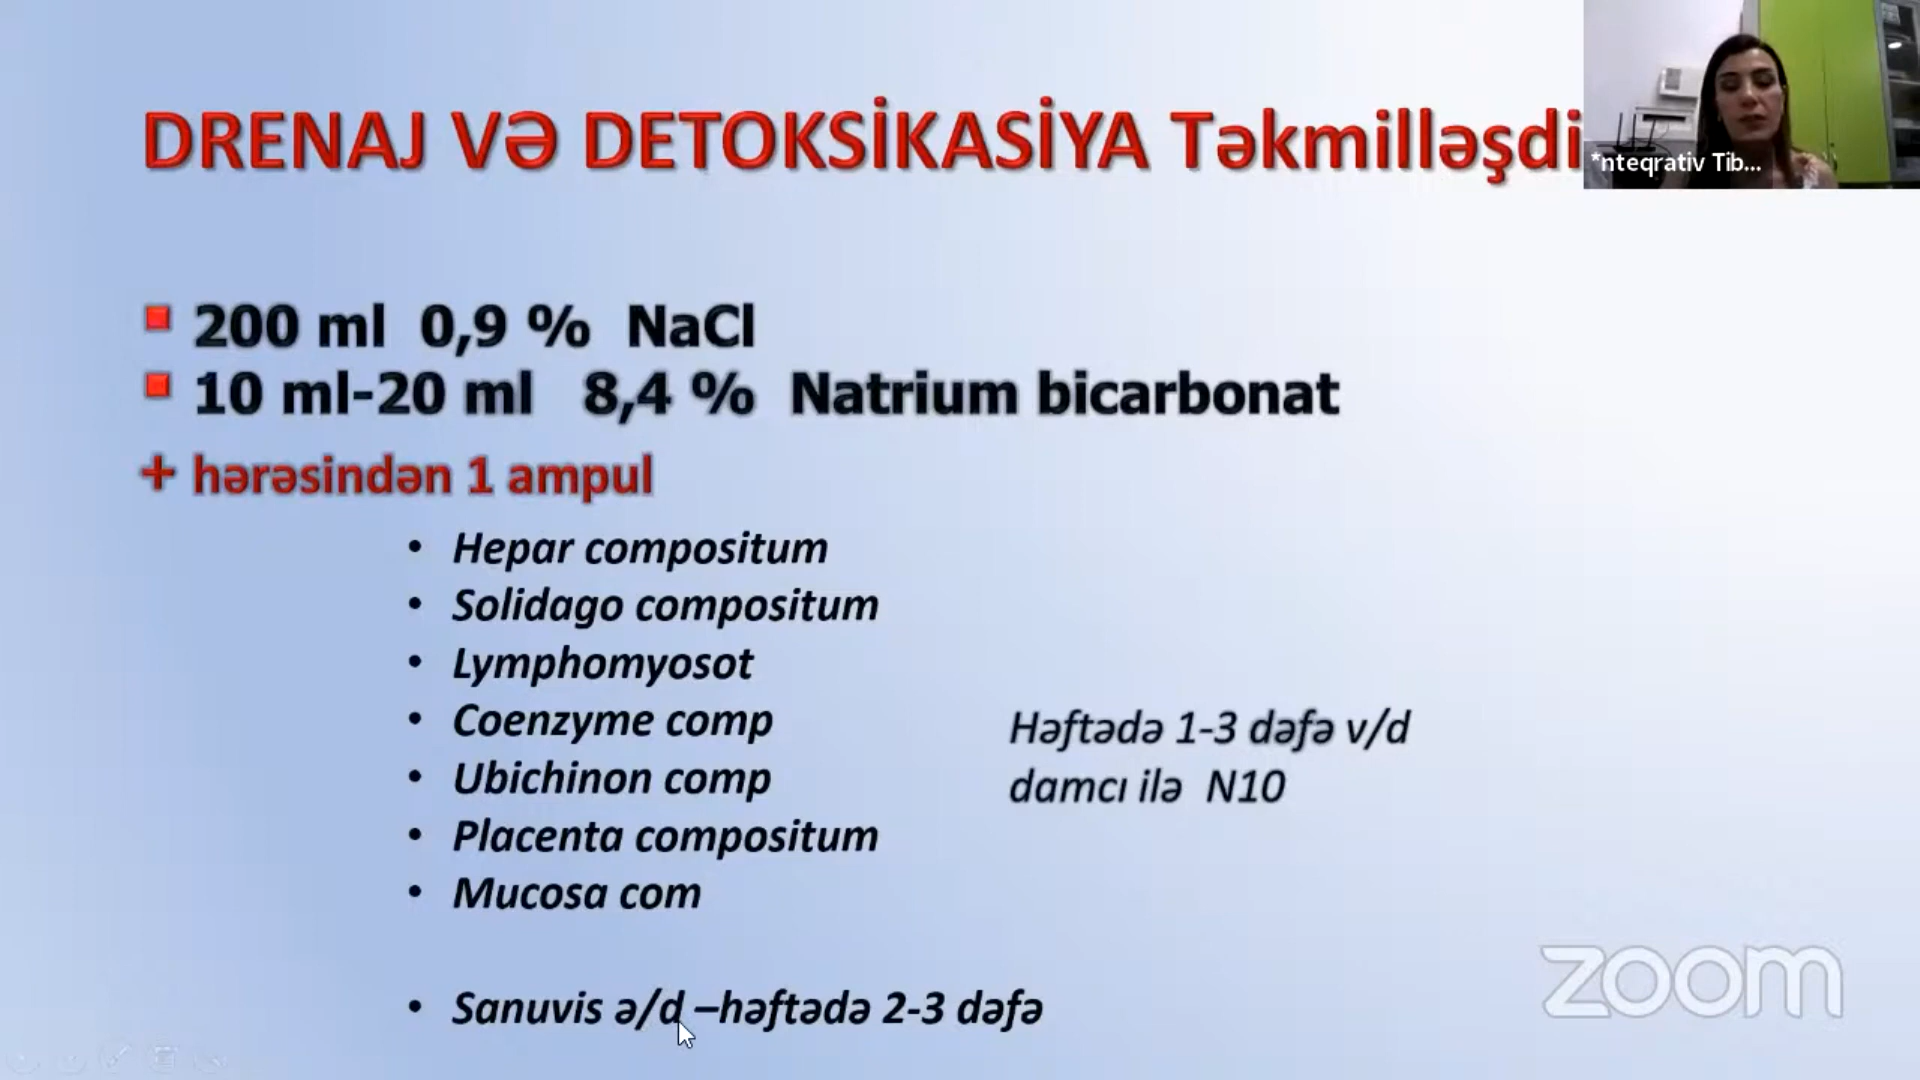 DRENAJ VƏ DETOKSİKASİYA Təkmilləşdi
*nteqrativ Tib...
200 ml 0,9 % NaCl
10 ml-20 ml 8,4 % Natrium bicarbonat
+ hərəsindən 1 ampul
• Hepar compositum
• Solidago compositum
• Lymphomyosot
• Coenzyme comp
• Ubichinon comp
• Placenta compositum
• Mucosa com
Həftədə 1-3 dəfə v/d
damcı ilə N10
• Sanuvis ə/d –həftədə 2-3 dəfə
zoom